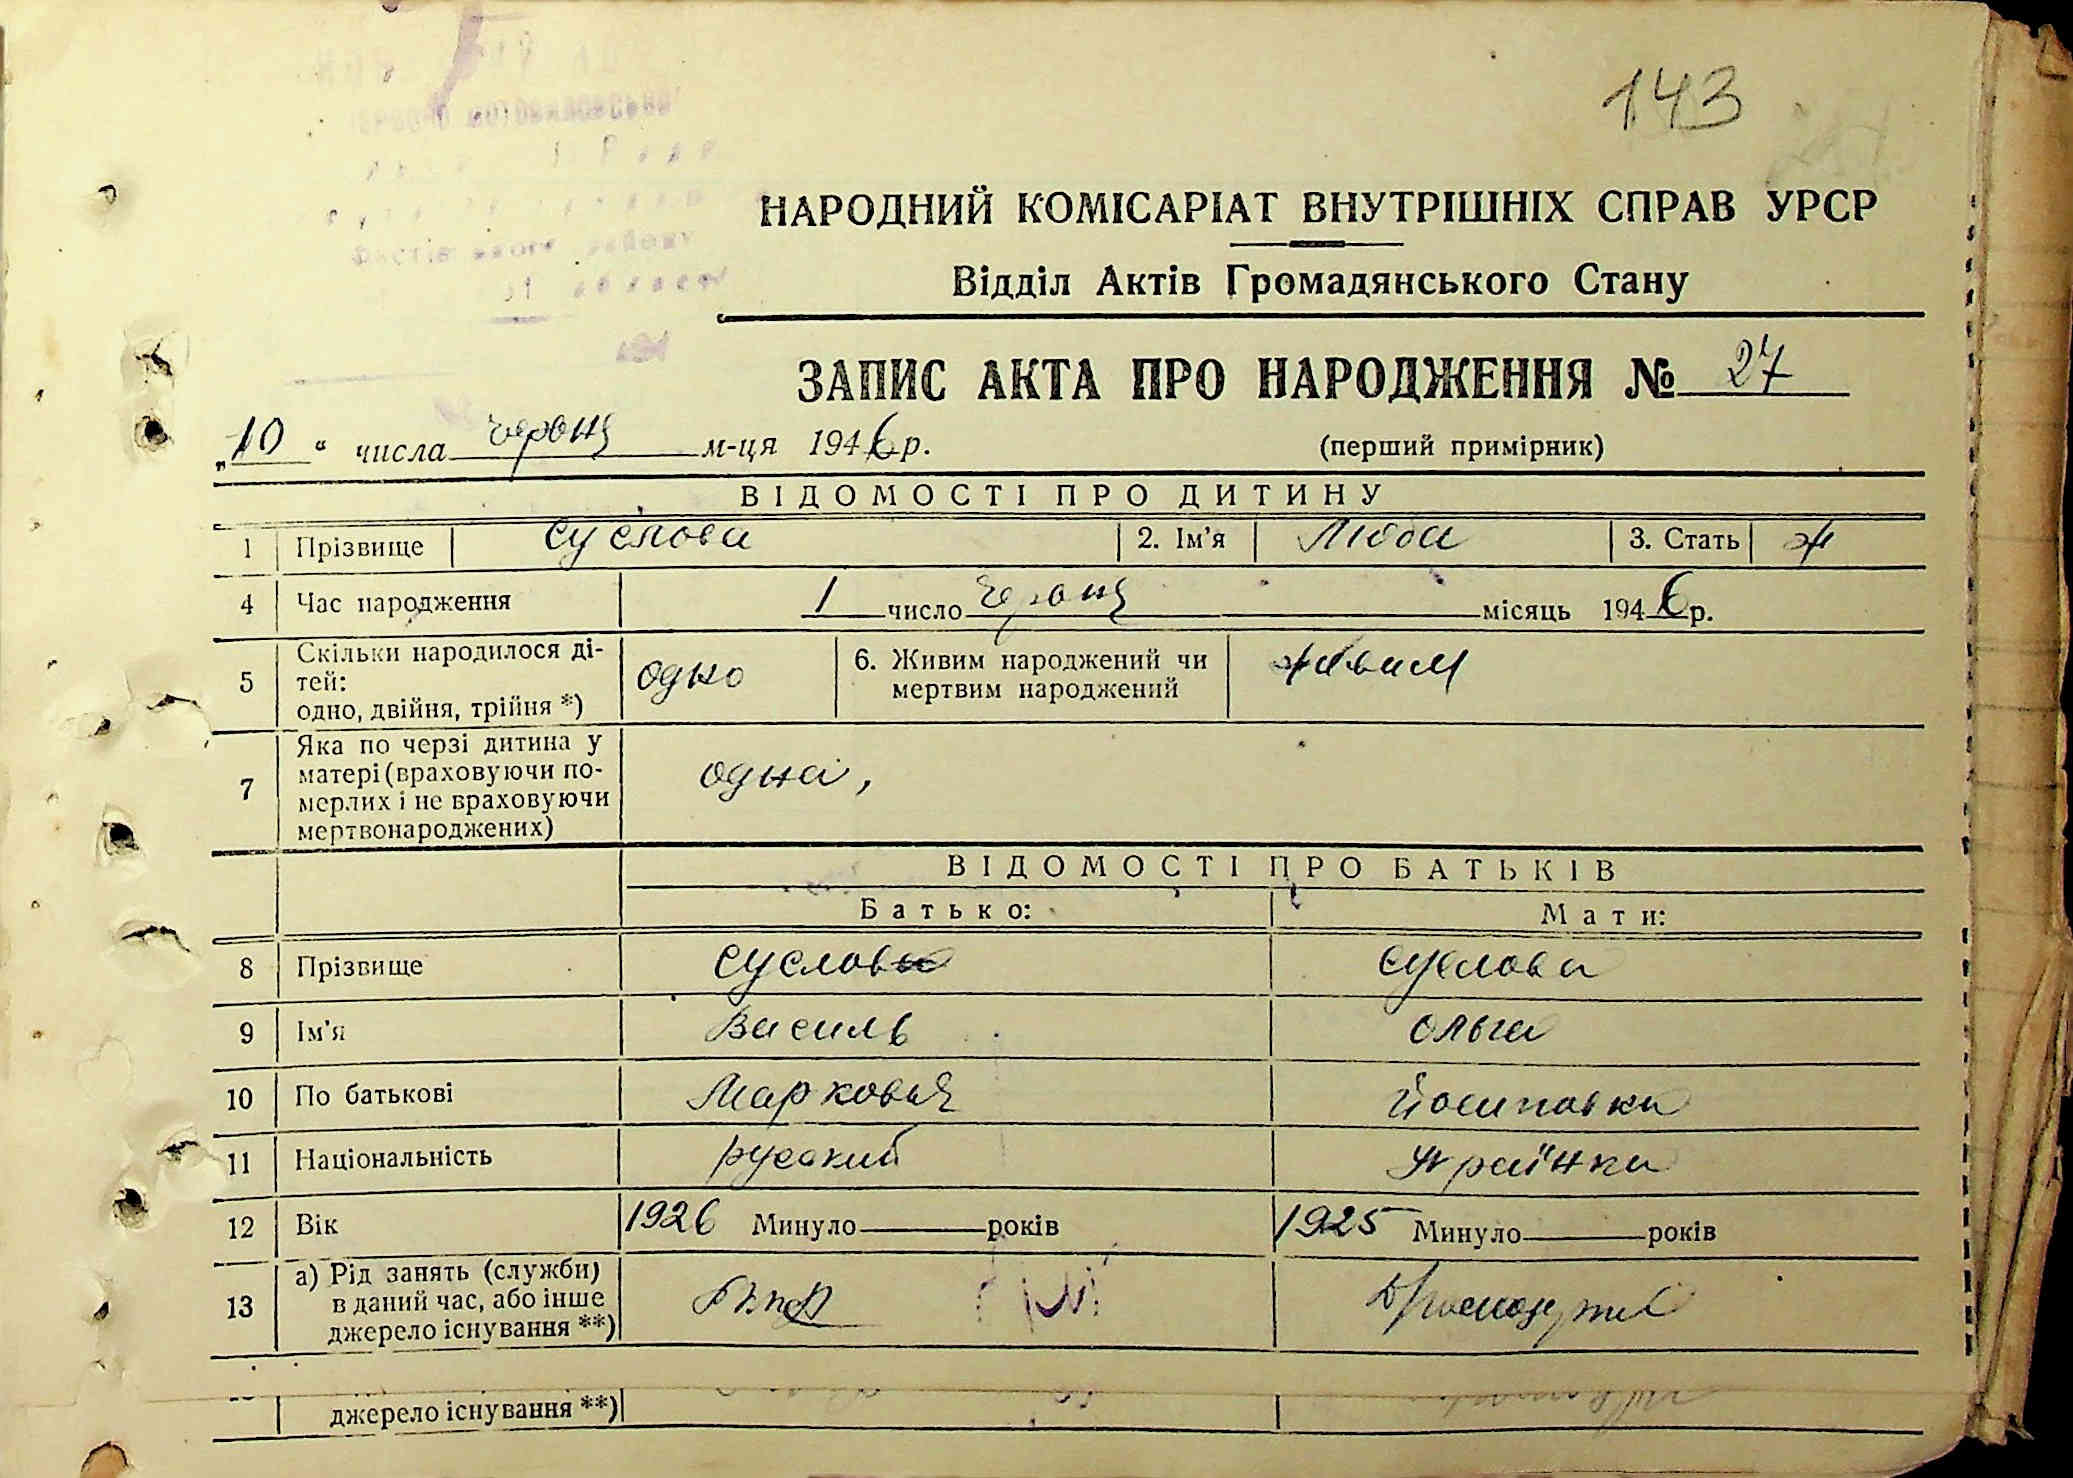 143
НАРОДНИЙ КОМІСАРІАТ ВНУТРІШНІХ СПРАВ УРСР
Відділ Актів Громадянського Стану
ЗАПИС АКТА ПРО НАРОДЖЕННЯ № 27
„10“ числа червня м-ця 1946 р.
(перший примірник)
ВІДОМОСТІ ПРО ДИТИНУ
1 Прізвище Суслова 2. Ім'я Люба 3. Стать ж
4 Час народження 1 число червня місяць 1946 р.
5 Скільки народилося ді-
тей:
одно, двійня, трійня *) одно 6. Живим народжений чи
мертвим народжений живим
7 Яка по черзі дитина у
матері (враховуючи по-
мерлих і не враховуючи
мертвонароджених) одна,
ВІДОМОСТІ ПРО БАТЬКІВ
Батько: Мати:
8 Прізвище Суслов Суслова
9 Ім'я Василь Ольга
10 По батькові Маркович Йосиповна
11 Національність русский Українка
12 Вік 1926 Минуло років 1925 Минуло років
13 а) Рід занять (служби)
в даний час, або інше
джерело існування **)
джерело існування **)